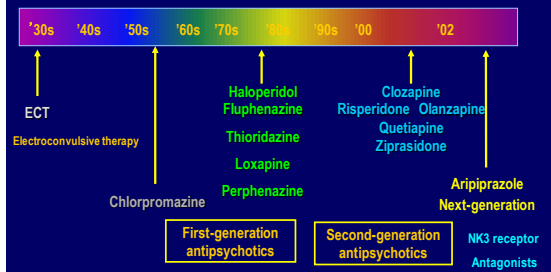 '30s '40s '50s '60s '70s '80s '90s '00 '02
ECT
Electroconvulsive therapy
Chlorpromazine
Haloperidol
Fluphenazine
Thioridazine
Loxapine
Perphenazine
Clozapine
Risperidone Olanzapine
Quetiapine
Ziprasidone
Aripiprazole
Next-generation
First-generation
antipsychotics
Second-generation
antipsychotics
NK3 receptor
Antagonists